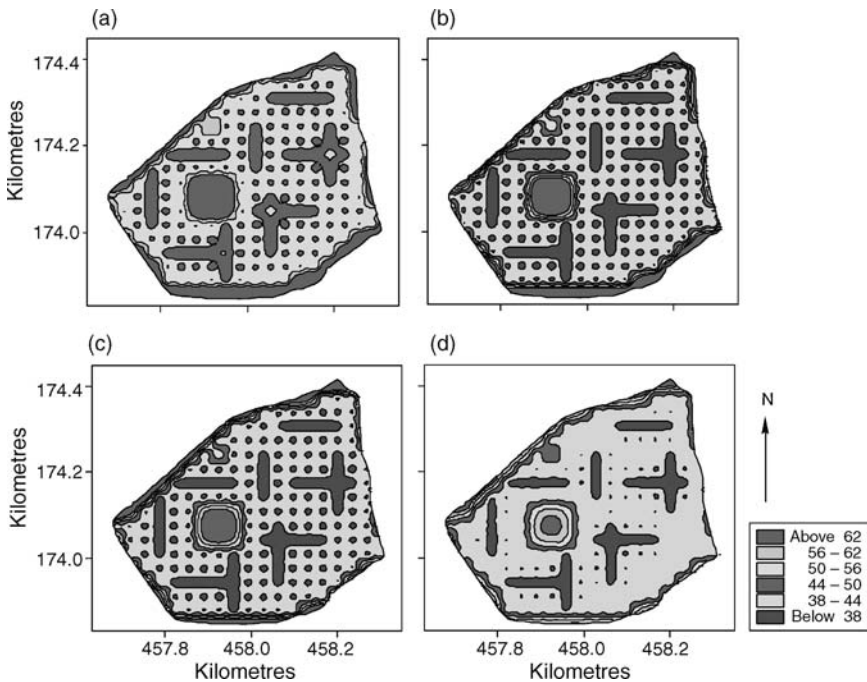 (a)
(b)
174.4
174.2
174.0
Kilometres
(c)
(d)
174.4
174.2
174.0
Kilometres
N
Above 62
56 – 62
50 – 56
44 – 50
38 – 44
Below 38
457.8 458.0 458.2
457.8 458.0 458.2
Kilometres
Kilometres